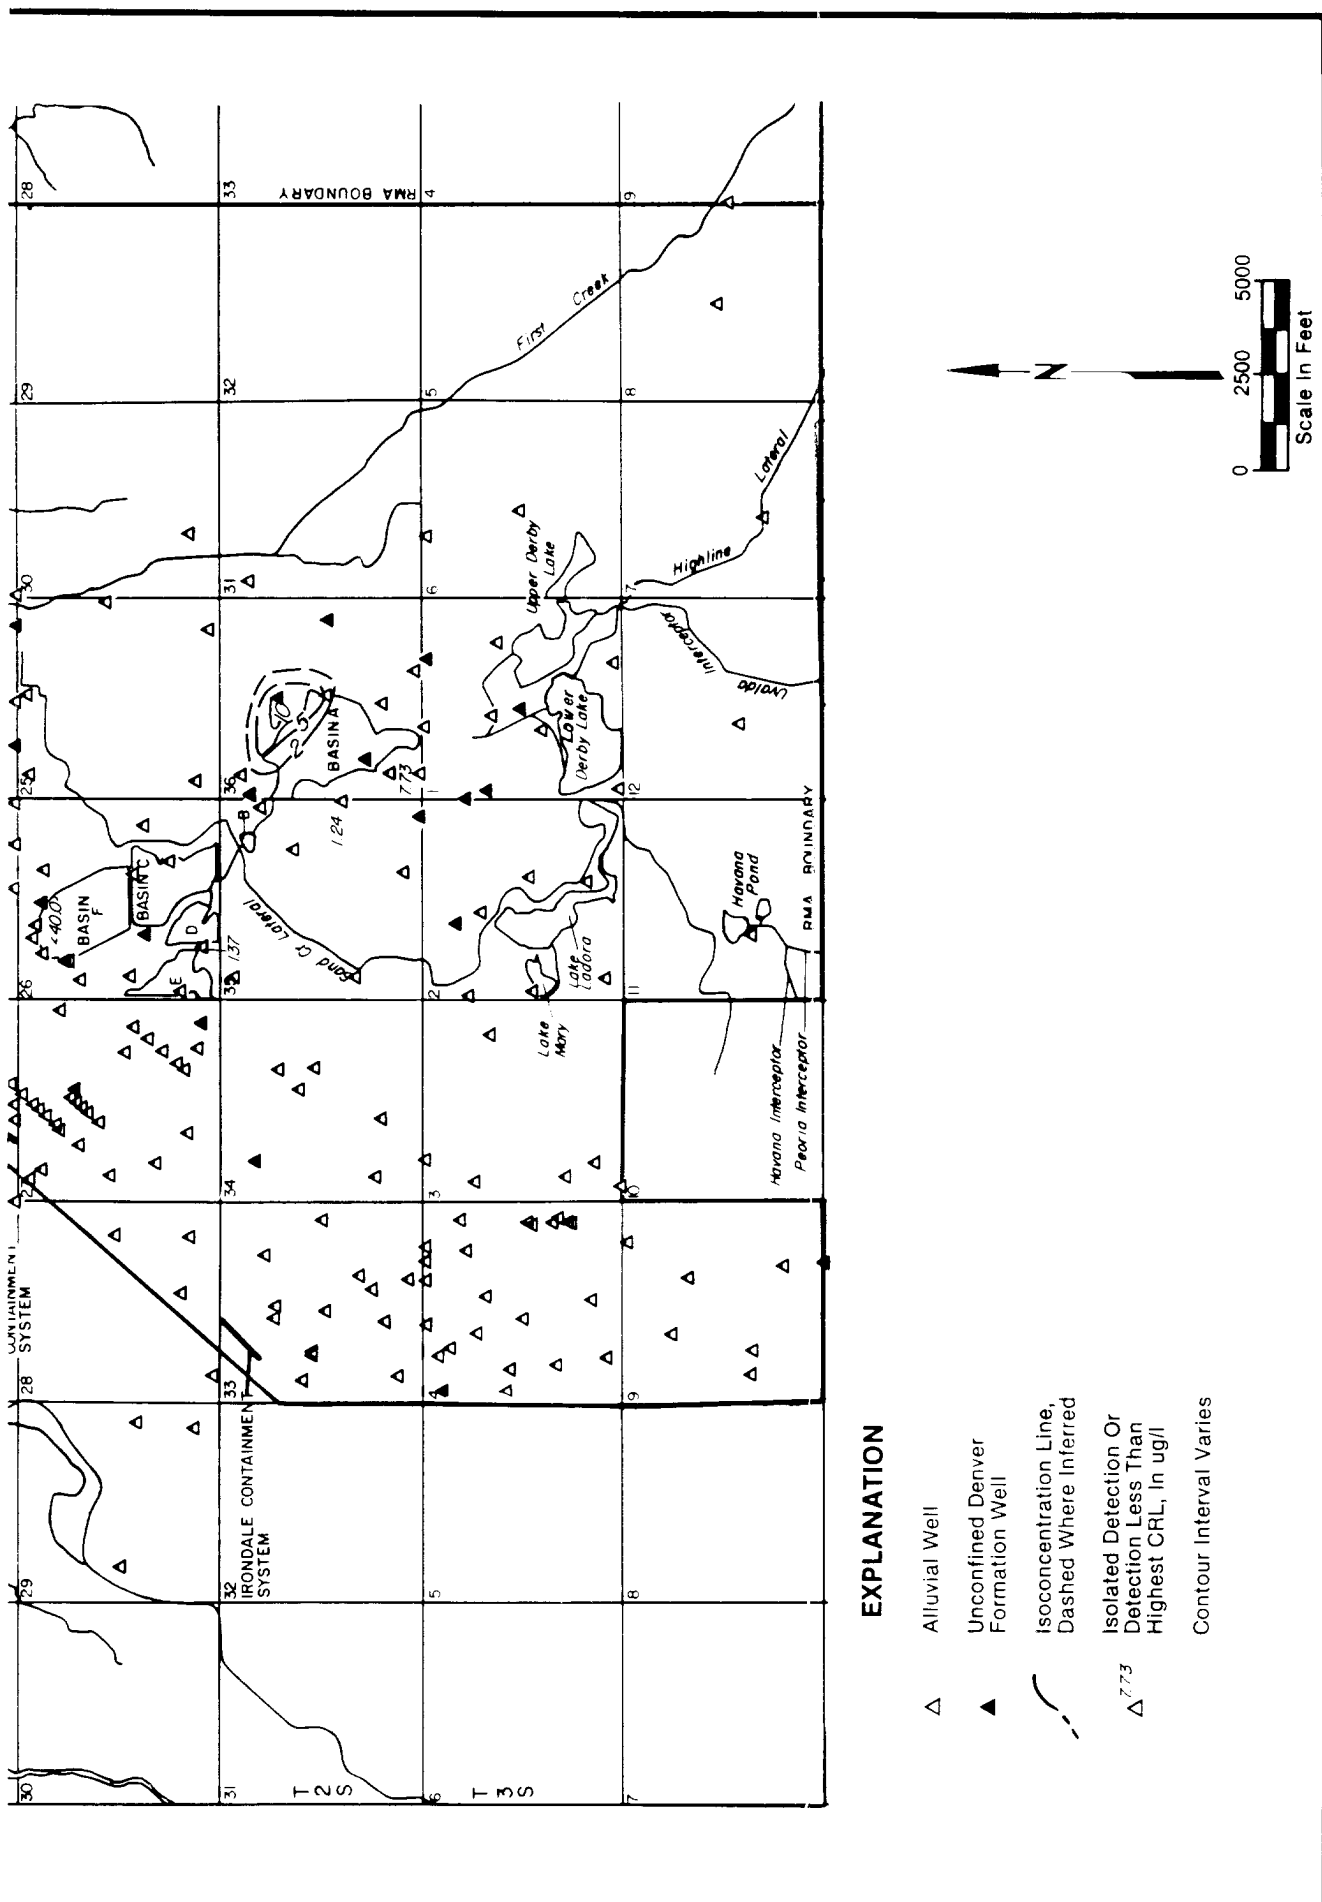 28
33
RMA BOUNDARY
4
9
29
32
5
8
First Creek
30
31
6
7
Upper Derby
Lake
Highline Lateral
Uvalda Interceptor
25
36
1
12
10
5
2
BASIN A
7.73
1.24
B
Lower
Derby Lake
<40.0
BASIN
F
BASIN C
D
E
137
Sand Cr Lateral
26
35
2
11
Lake
Ladora
Lake
Mary
Havana
Pond
RMA BOUNDARY
Havana Interceptor
Peoria Interceptor
34
3
10
CONTAINMENT
SYSTEM
28
33
4
9
IRONDALE CONTAINMENT
SYSTEM
29
32
5
8
30
31
6
7
T 2 S
T 3 S
N
0 2500 5000
Scale In Feet
EXPLANATION
Alluvial Well
Unconfined Denver
Formation Well
Isoconcentration Line,
Dashed Where Inferred
7.73
Isolated Detection Or
Detection Less Than
Highest CRL, In ug/l
Contour Interval Varies